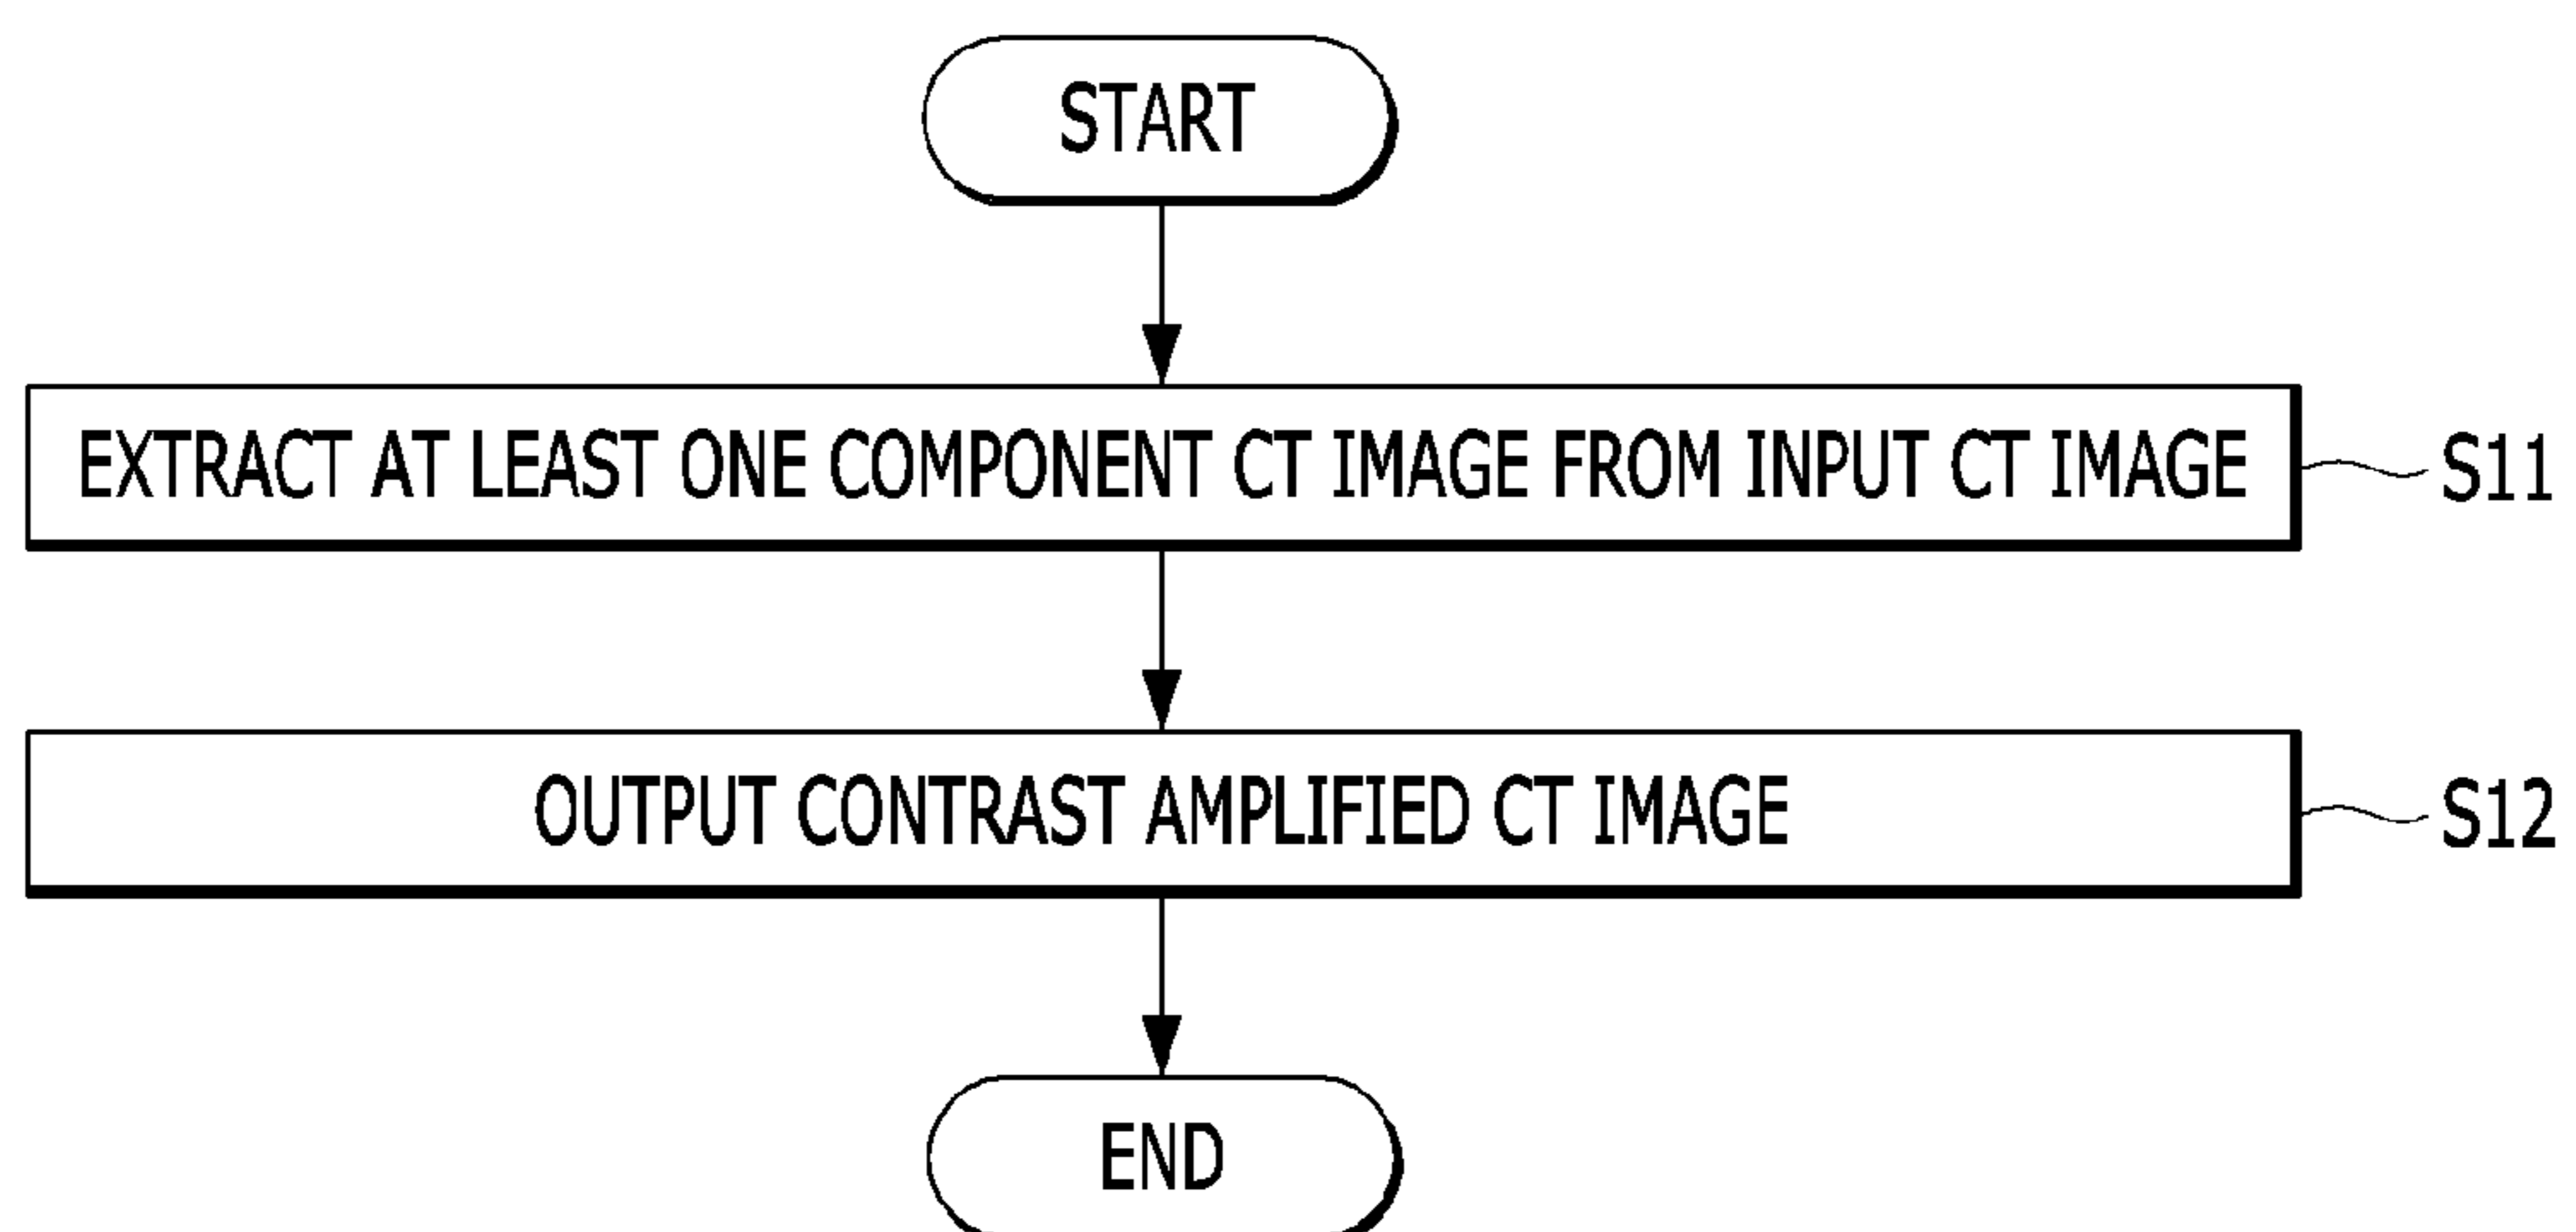 START
EXTRACT AT LEAST ONE COMPONENT CT IMAGE FROM INPUT CT IMAGE S11
OUTPUT CONTRAST AMPLIFIED CT IMAGE S12
END